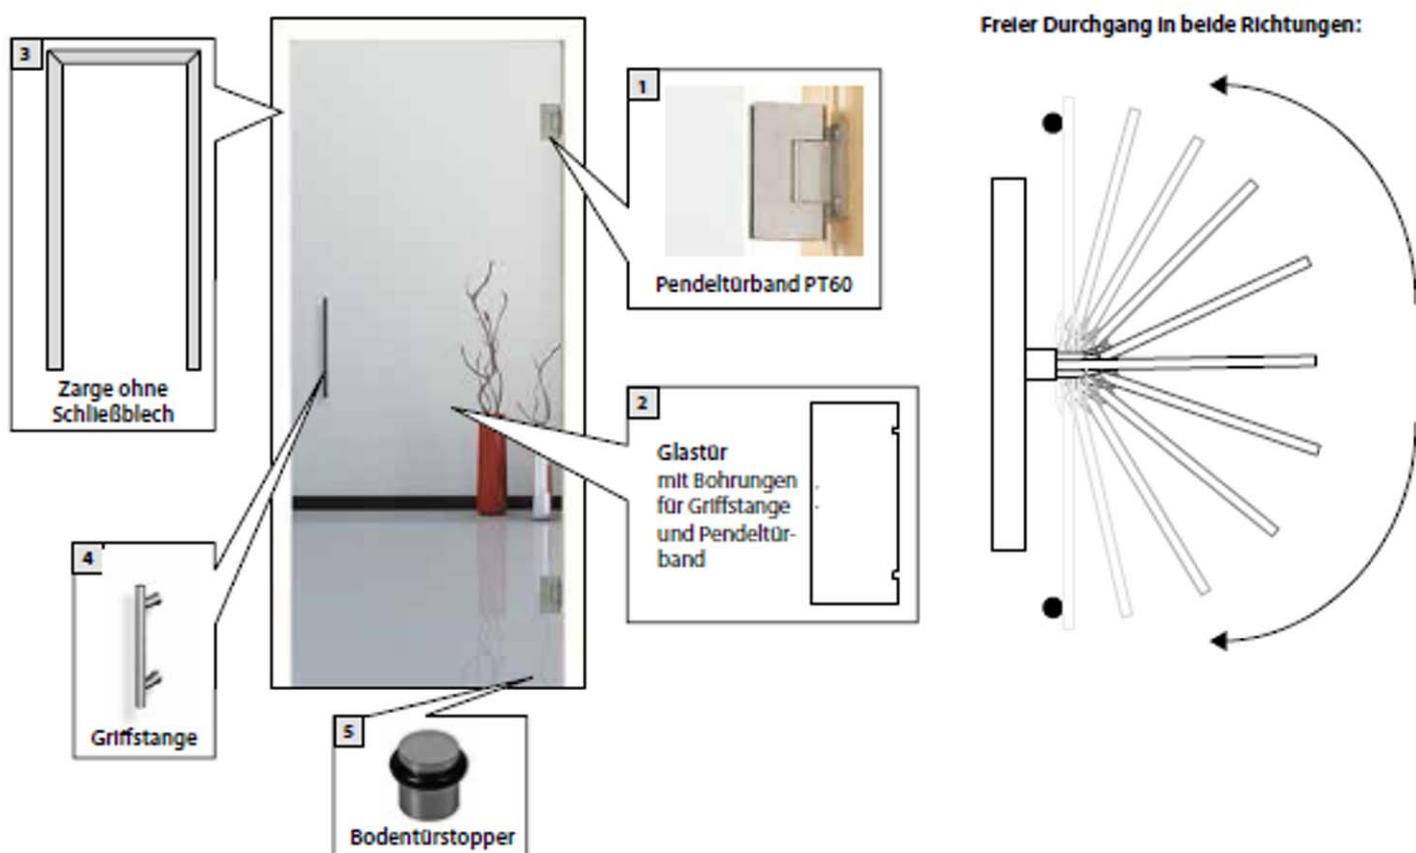 Freier Durchgang in beide Richtungen:
3
Zarge ohne
Schließblech
1
Pendeltürband PT60
2
Glastür
mit Bohrungen
für Griffstange
und Pendeltür-
band
4
Griffstange
5
Bodentürstopper